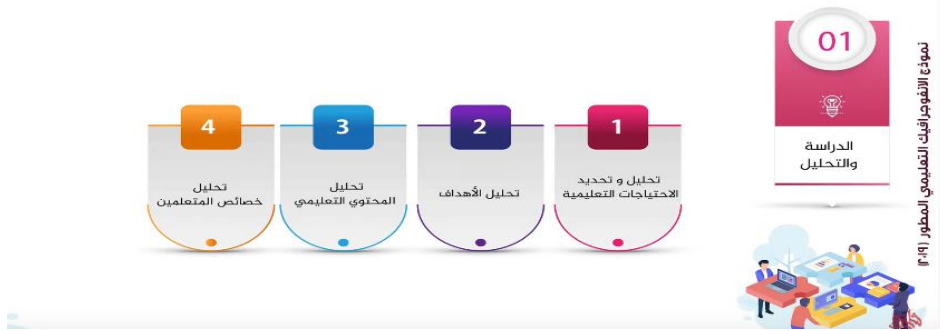 نموذج الانفوجرافيك التعليمي المطور (٢٠١٩)
01
الدراسة
والتحليل
1
تحليل و تحديد
الاحتياجات التعليمية
2
تحليل الأهداف
3
تحليل
المحتوي التعليمي
4
تحليل
خصائص المتعلمين